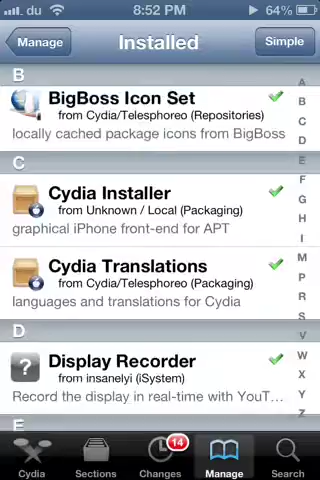 du 8:52 PM 64%
Manage Installed Simple
B
BigBoss Icon Set
from Cydia/Telesphoreo (Repositories)
locally cached package icons from BigBoss
C
Cydia Installer
from Unknown / Local (Packaging)
graphical iPhone front-end for APT
Cydia Translations
from Cydia/Telesphoreo (Packaging)
languages and translations for Cydia
D
Display Recorder
from insanelyi (iSystem)
Record the display in real-time with YouT…
E
A
B
C
D
E
F
G
H
I
M
P
R
S
V
W
X
Y
Z
?
14
Cydia Sections Changes Manage Search